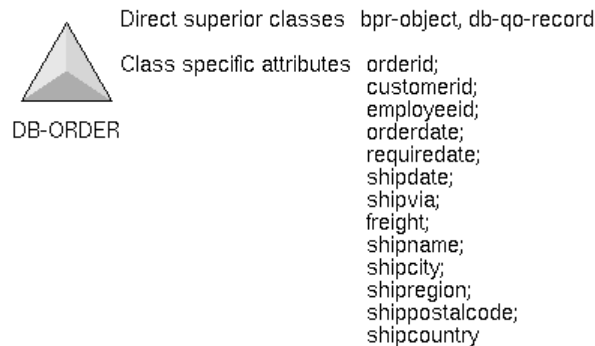 Direct superior classes bpr-object, db-qo-record
Class specific attributes orderid;
customerid;
employeeid;
DB-ORDER orderdate;
requiredate;
shipdate;
shipvia;
freight;
shipname;
shipcity;
shipregion;
shippostalcode;
shipcountry